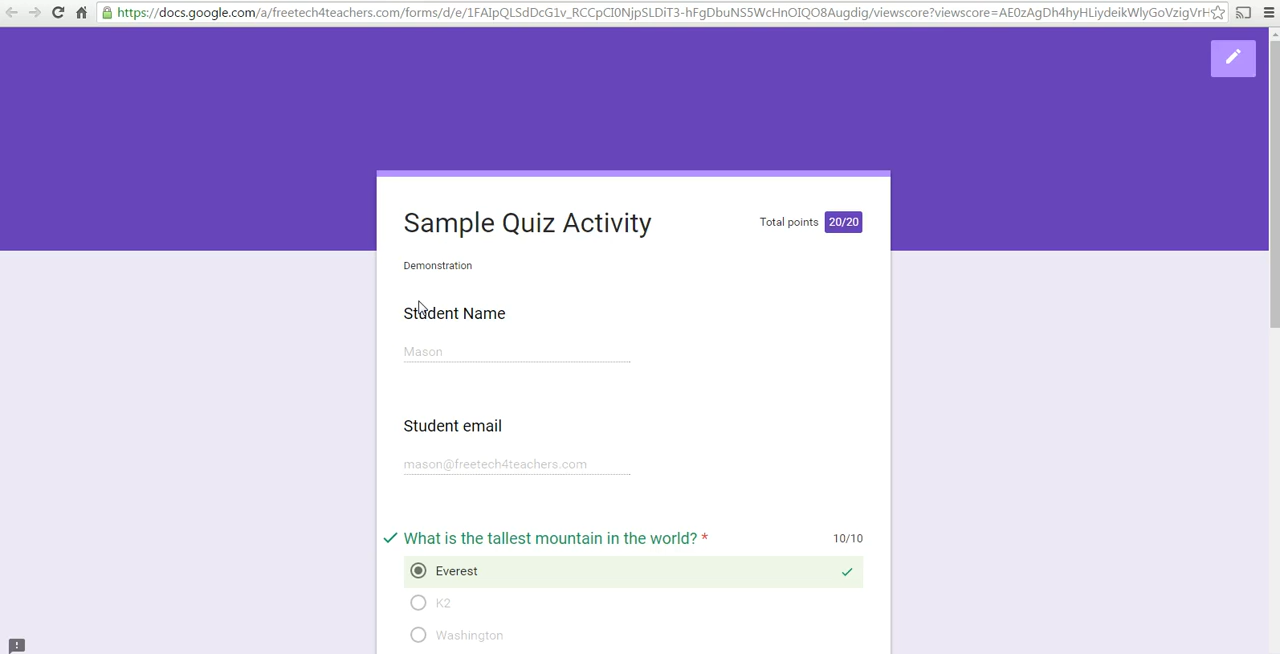 https://docs.google.com/a/freetech4teachers.com/forms/d/e/1FAIpQLSdDcG1v_RCCpCI0NjpSLDiT3-hFgDbuNS5WcHnOIQO8Augdig/viewscore?viewscore=AE0zAgDh4hyHLiydeikWlyGoVzigVrH
Sample Quiz Activity
Total points 20/20
Demonstration
Student Name
Mason
Student email
mason@freetech4teachers.com
What is the tallest mountain in the world? *
10/10
Everest
K2
Washington